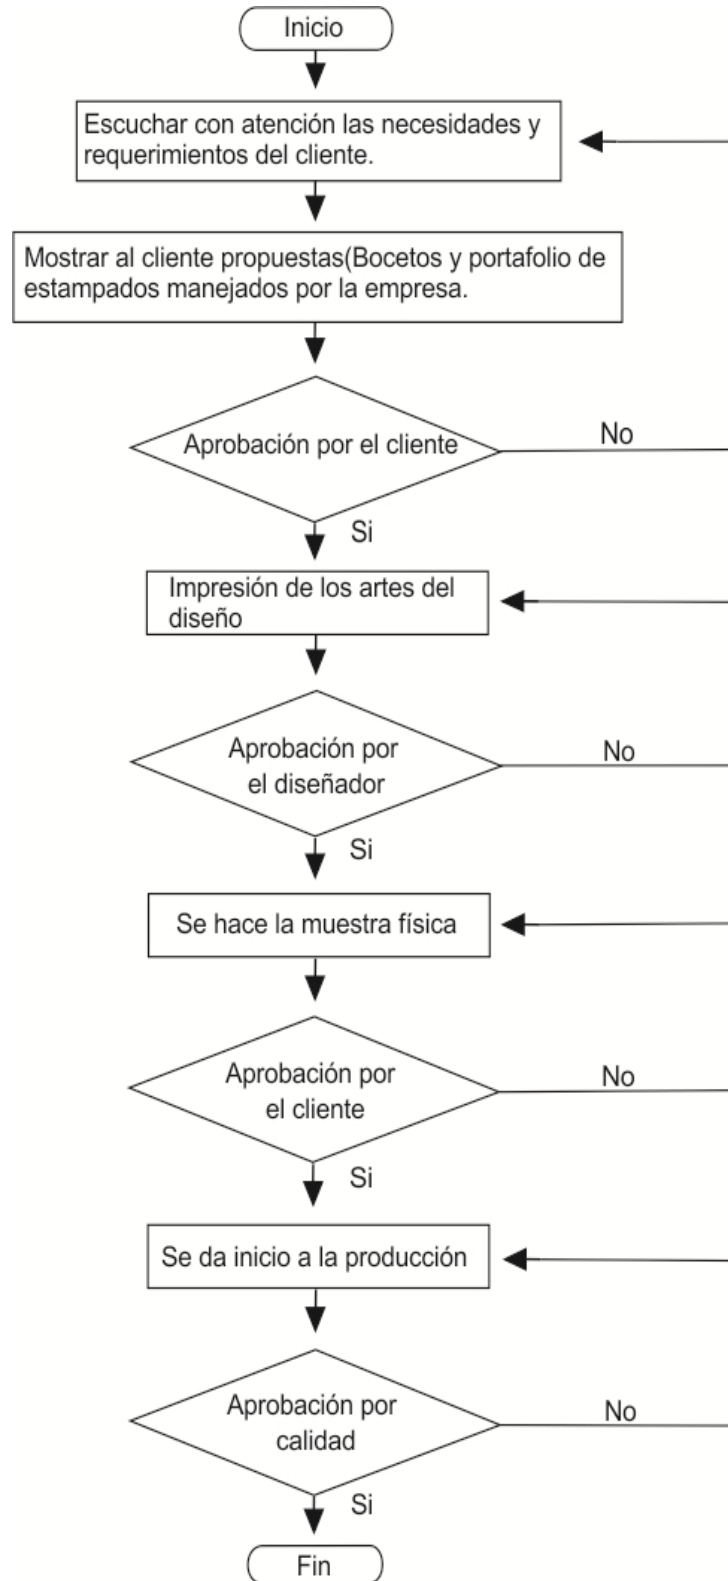 Inicio
Escuchar con atención las necesidades y
requerimientos del cliente.
Mostrar al cliente propuestas(Bocetos y portafolio de
estampados manejados por la empresa.
Aprobación por el cliente
No
Si
Impresión de los artes del
diseño
Aprobación por
el diseñador
No
Si
Se hace la muestra física
Aprobación por
el cliente
No
Si
Se da inicio a la producción
Aprobación por
calidad
No
Si
Fin